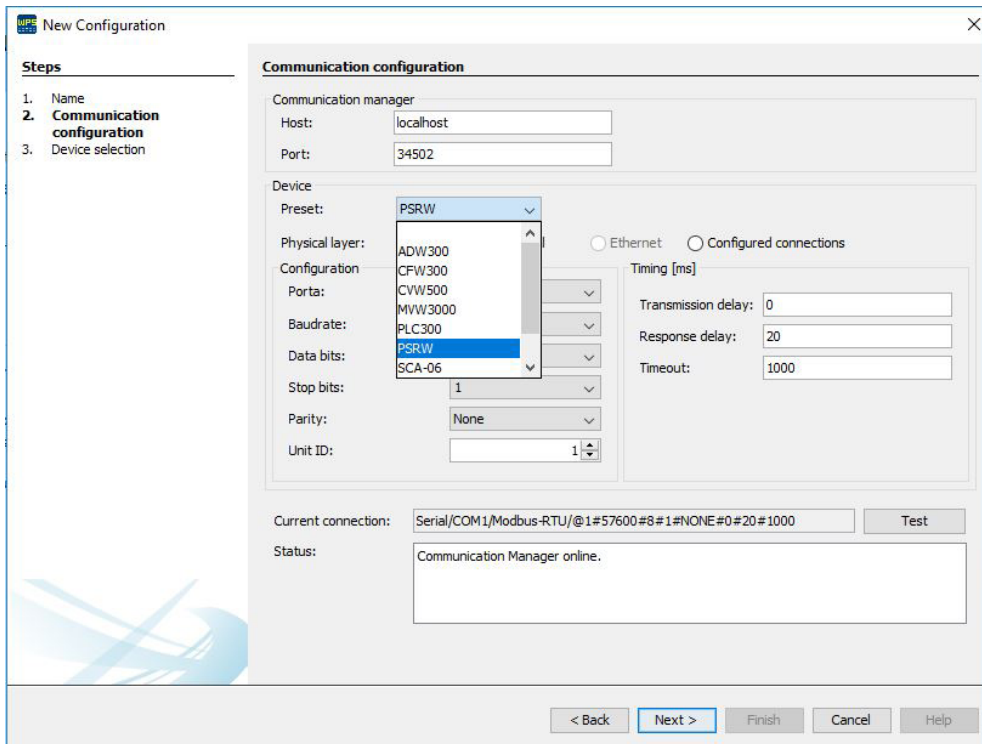 WPS
New Configuration
Steps
1. Name
2. Communication
configuration
3. Device selection
Communication configuration
Communication manager
Host: localhost
Port: 34502
Device
Preset: PSRW
Physical layer: Ethernet Configured connections
ADW300
CFW300
CVW500
MVW3000
PLC300
PSRW
SCA-06
Configuration
Porta:
Baudrate:
Data bits:
Stop bits: 1
Parity: None
Unit ID: 1
Timing [ms]
Transmission delay: 0
Response delay: 20
Timeout: 1000
Current connection: Serial/COM1/Modbus-RTU/@1#57600#8#1#NONE#0#20#1000 Test
Status: Communication Manager online.
< Back Next > Finish Cancel Help